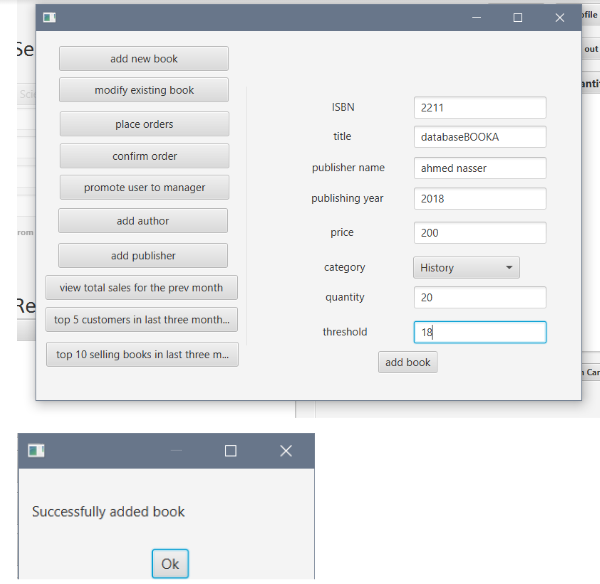 Se
Scie
rom
Re
add new book
modify existing book
place orders
confirm order
promote user to manager
add author
add publisher
view total sales for the prev month
top 5 customers in last three month...
top 10 selling books in last three m...
ISBN 2211
title databaseBOOKA
publisher name ahmed nasser
publishing year 2018
price 200
category History
quantity 20
threshold 18
add book
ofile
out
antit
n Car
Successfully added book
Ok